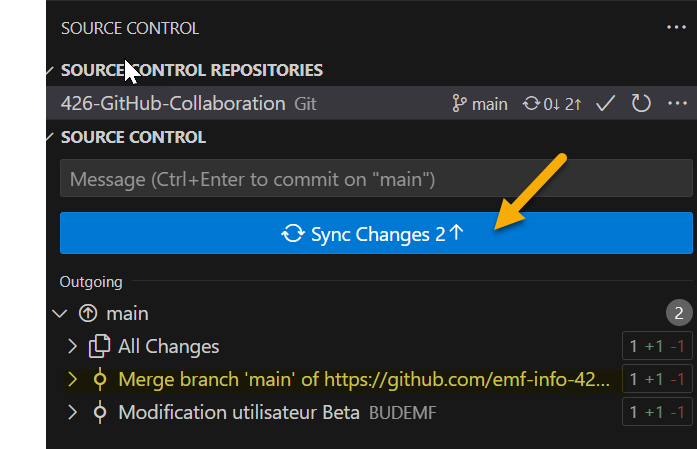 SOURCE CONTROL
SOURCE CONTROL REPOSITORIES
426-GitHub-Collaboration Git main 0↓ 2↑
SOURCE CONTROL
Message (Ctrl+Enter to commit on "main")
Sync Changes 2↑
Outgoing
main 2
All Changes 1 +1 -1
Merge branch 'main' of https://github.com/emf-info-42... 1 +1 -1
Modification utilisateur Beta BUDEMF 1 +1 -1